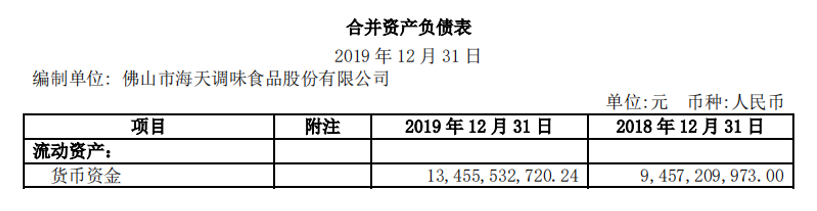 合并资产负债表
2019 年 12 月 31 日
编制单位: 佛山市海天调味食品股份有限公司
单位:元 币种:人民币
项目 附注 2019 年 12 月 31 日 2018 年 12 月 31 日
流动资产:
货币资金 13,455,532,720.24 9,457,209,973.00